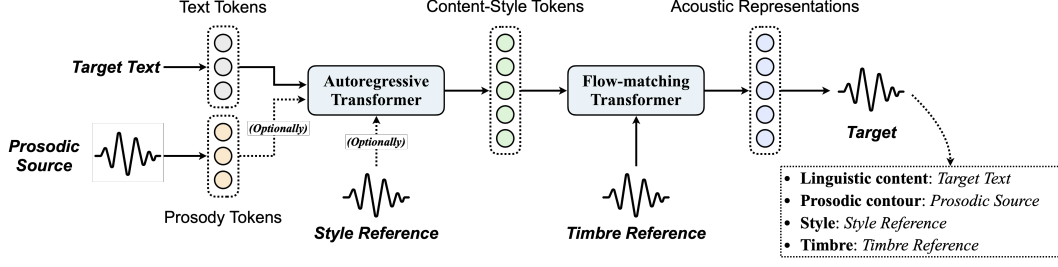 Text Tokens
Content-Style Tokens
Acoustic Representations
Target Text
Autoregressive
Transformer
Flow-matching
Transformer
(Optionally)
(Optionally)
Prosodic
Source
Target
Prosody Tokens
Style Reference
Timbre Reference
• Linguistic content: Target Text
• Prosodic contour: Prosodic Source
• Style: Style Reference
• Timbre: Timbre Reference